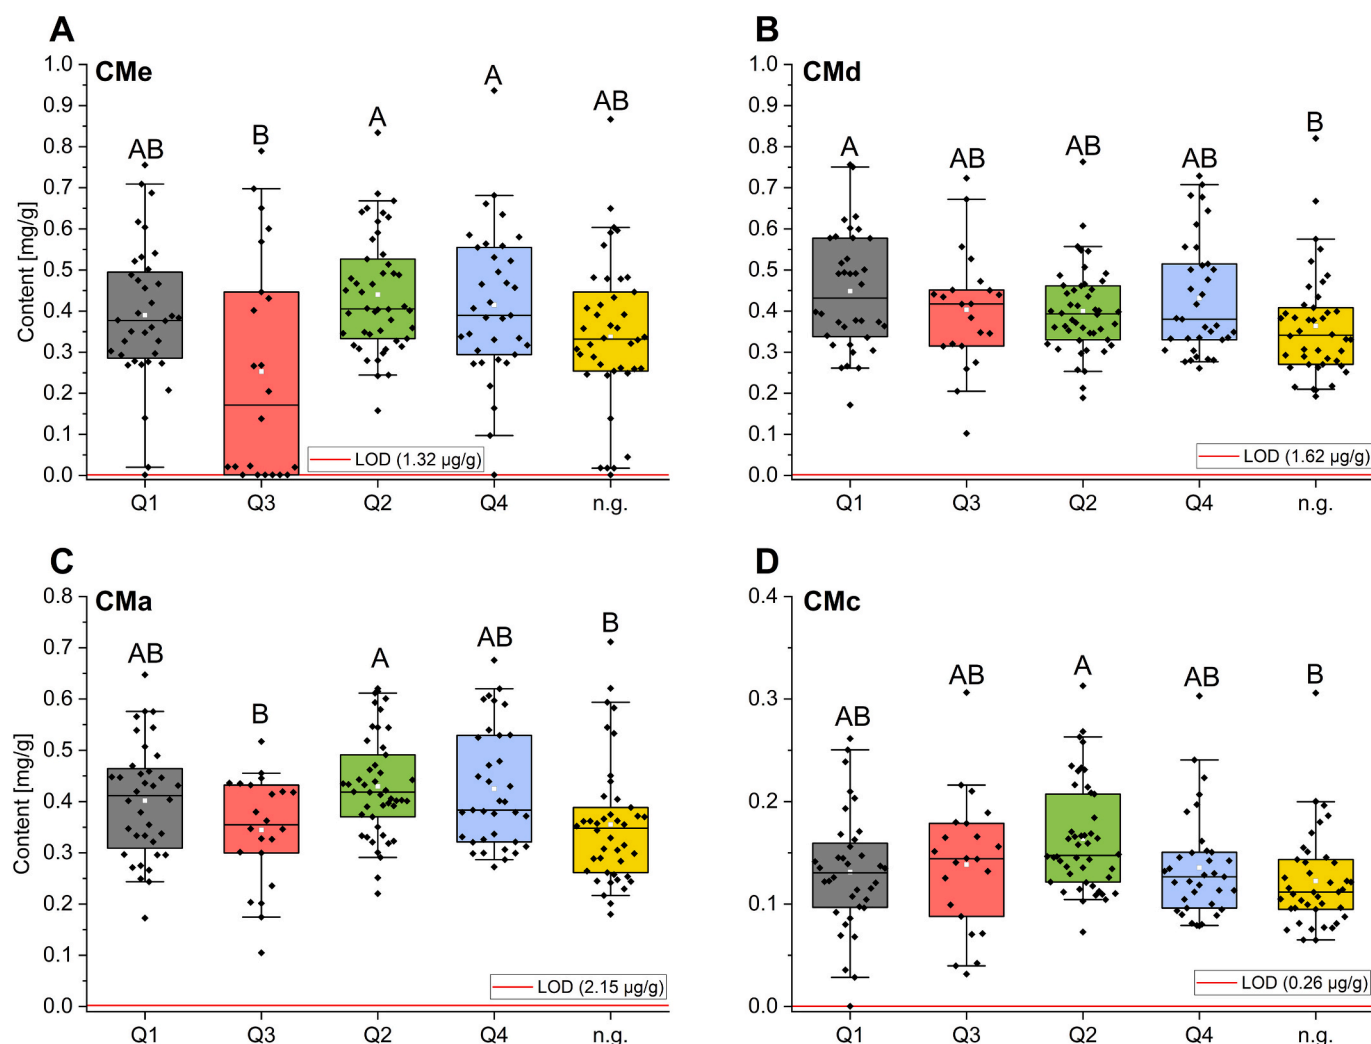 A
CMe
Content [mg/g]
1.0
0.9
0.8
0.7
0.6
0.5
0.4
0.3
0.2
0.1
0.0
AB
B
A
A
AB
LOD (1.32 µg/g)
Q1 Q3 Q2 Q4 n.g.
B
CMd
1.0
0.9
0.8
0.7
0.6
0.5
0.4
0.3
0.2
0.1
0.0
A
AB
AB
AB
B
LOD (1.62 µg/g)
Q1 Q3 Q2 Q4 n.g.
C
CMa
Content [mg/g]
0.8
0.7
0.6
0.5
0.4
0.3
0.2
0.1
0.0
AB
B
A
AB
B
LOD (2.15 µg/g)
Q1 Q3 Q2 Q4 n.g.
D
CMc
0.4
0.3
0.2
0.1
0.0
AB
AB
A
AB
B
LOD (0.26 µg/g)
Q1 Q3 Q2 Q4 n.g.